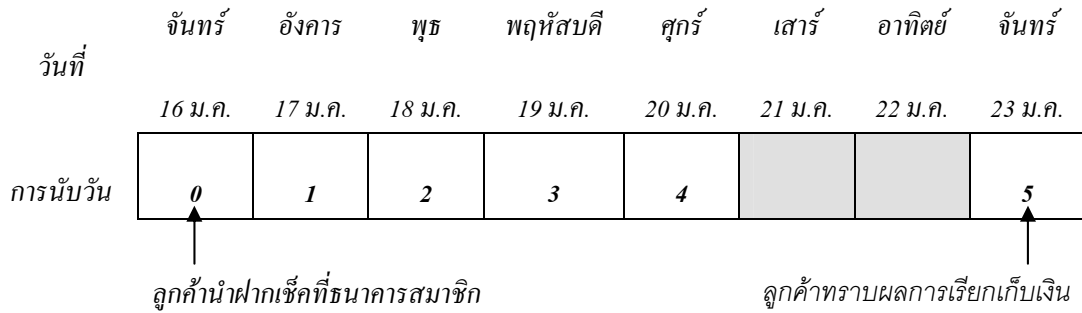 จันทร์ อังคาร พุธ พฤหัสบดี ศุกร์ เสาร์ อาทิตย์ จันทร์
วันที่
16 ม.ค. 17 ม.ค. 18 ม.ค. 19 ม.ค. 20 ม.ค. 21 ม.ค. 22 ม.ค. 23 ม.ค.
การนับวัน 0 1 2 3 4 5
ลูกค้านำฝากเช็คที่ธนาคารสมาชิก ลูกค้าทราบผลการเรียกเก็บเงิน